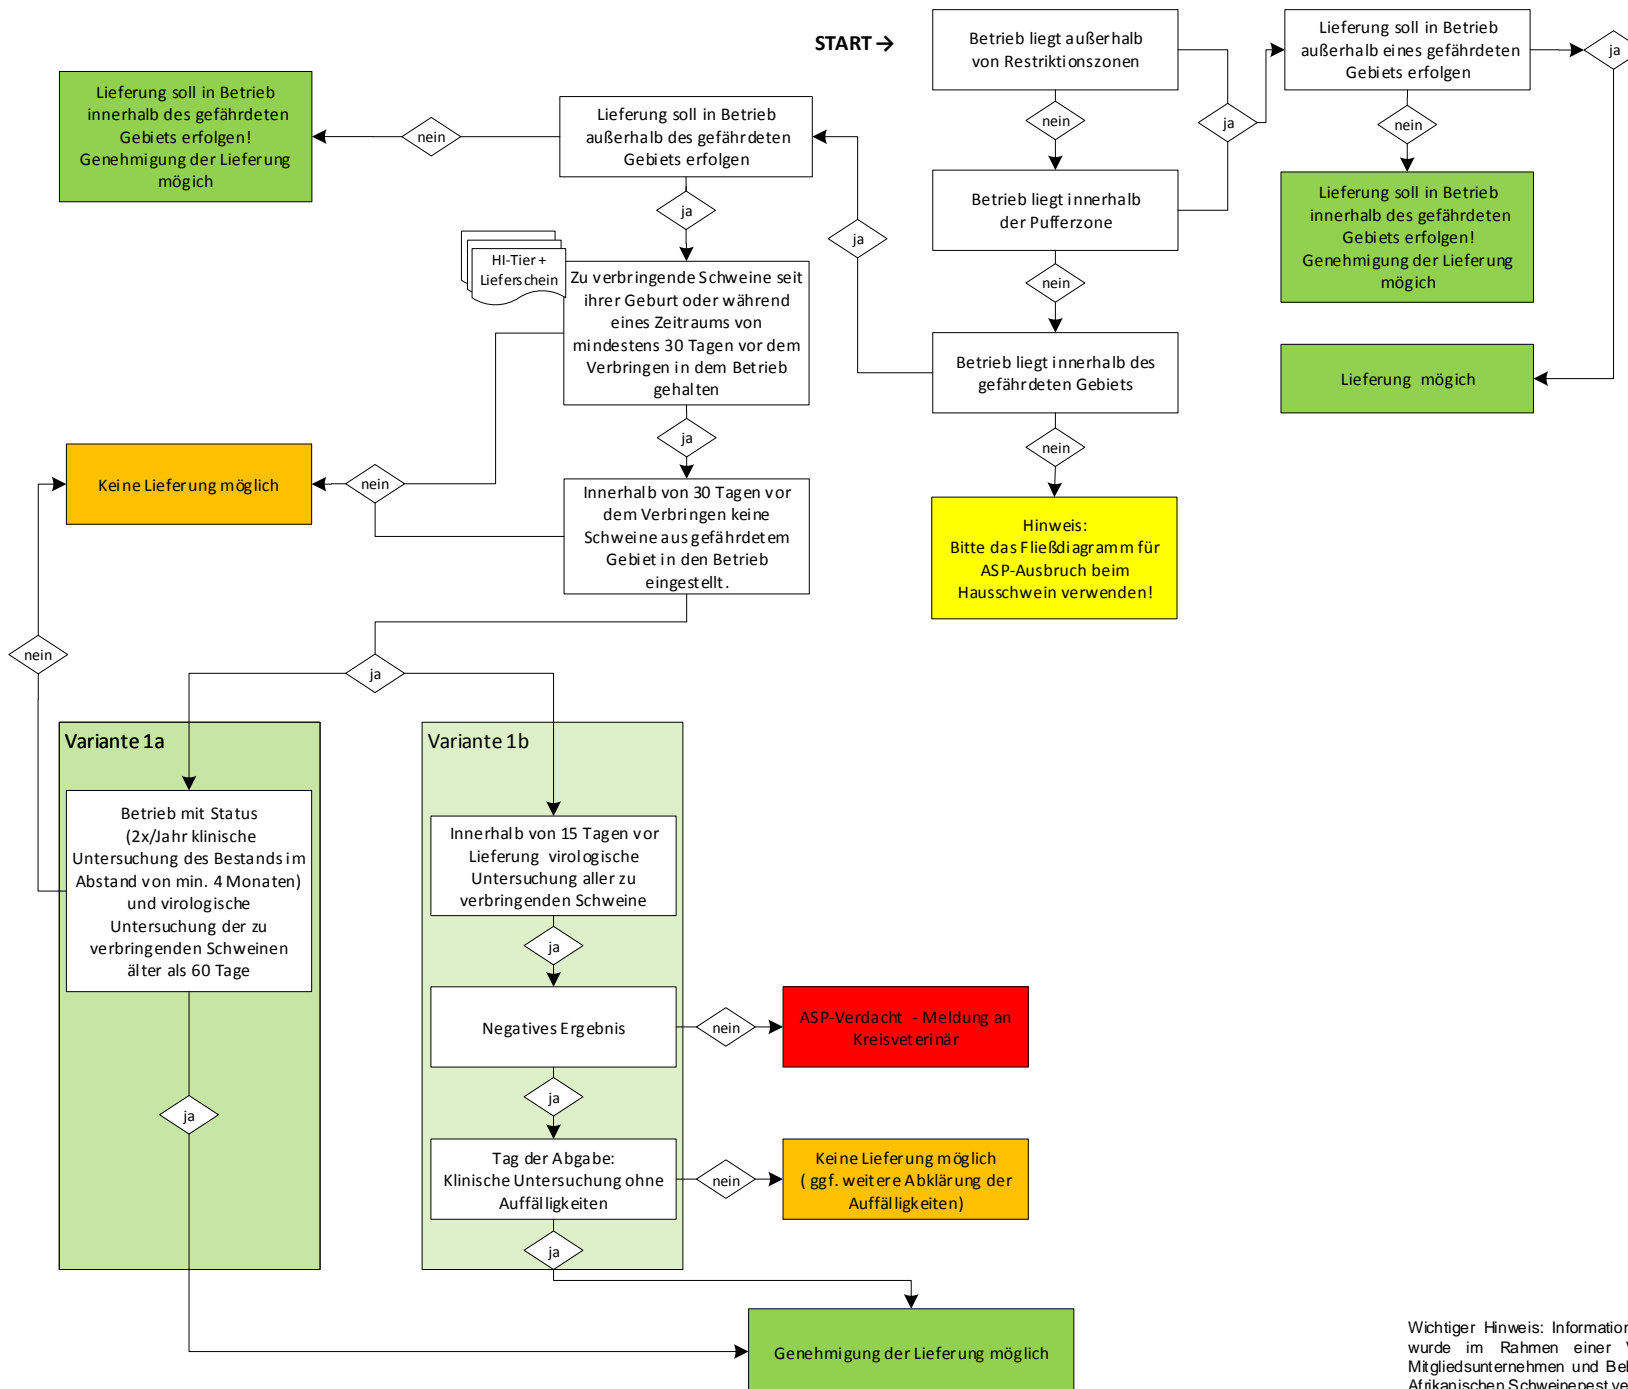 START →
Betrieb liegt außerhalb
von Restriktionszonen
nein
ja
Lieferung soll in Betrieb
außerhalb eines gefährdeten
Gebiets erfolgen
ja
nein
Lieferung soll in Betrieb
innerhalb des gefährdeten
Gebiets erfolgen!
Genehmigung der Lieferung
mögich
Lieferung mögich
Betrieb liegt innerhalb
der Pufferzone
nein
Betrieb liegt innerhalb des
gefährdeten Gebiets
nein
Hinweis:
Bitte das Fließdiagramm für
ASP-Ausbruch beim
Hausschwein verwenden!
ja
Lieferung soll in Betrieb
außerhalb des gefährdeten
Gebiets erfolgen
nein
Lieferung soll in Betrieb
innerhalb des gefährdeten
Gebiets erfolgen!
Genehmigung der Lieferung
mögich
ja
HI-Tier +
Lieferschein
Zu verbringende Schweine seit
ihrer Geburt oder während
eines Zeitraums von
mindestens 30 Tagen vor dem
Verbringen in dem Betrieb
gehalten
ja
nein
Keine Lieferung möglich
Innerhalb von 30 Tagen vor
dem Verbringen keine
Schweine aus gefährdetem
Gebiet in den Betrieb
eingestellt.
nein
ja
Variante 1a
Betrieb mit Status
(2x/Jahr klinische
Untersuchung des Bestands im
Abstand von min. 4 Monaten)
und virologische
Untersuchung der zu
verbringenden Schweinen
älter als 60 Tage
ja
Variante 1b
Innerhalb von 15 Tagen vor
Lieferung virologische
Untersuchung aller zu
verbringenden Schweine
ja
Negatives Ergebnis
nein
ASP-Verdacht - Meldung an
Kreisveterinär
ja
Tag der Abgabe:
Klinische Untersuchung ohne
Auffälligkeiten
nein
Keine Lieferung möglich
( ggf. weitere Abklärung der
Auffälligkeiten)
ja
Genehmigung der Lieferung möglich
Wichtiger Hinweis:
wurde im Rahmen einer
Mitgliedsunternehmen und
Afrikanischen Schweinepest